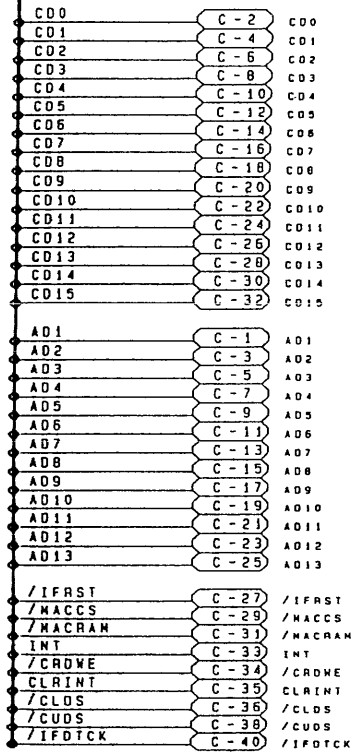 CD0 C-2 CD0
CD1 C-4 CD1
CD2 C-6 CD2
CD3 C-8 CD3
CD4 C-10 CD4
CD5 C-12 CD5
CD6 C-14 CD6
CD7 C-16 CD7
CD8 C-18 CD8
CD9 C-20 CD9
CD10 C-22 CD10
CD11 C-24 CD11
CD12 C-26 CD12
CD13 C-28 CD13
CD14 C-30 CD14
CD15 C-32 CD15
AD1 C-1 AD1
AD2 C-3 AD2
AD3 C-5 AD3
AD4 C-7 AD4
AD5 C-9 AD5
AD6 C-11 AD6
AD7 C-13 AD7
AD8 C-15 AD8
AD9 C-17 AD9
AD10 C-19 AD10
AD11 C-21 AD11
AD12 C-23 AD12
AD13 C-25 AD13
/IFRST C-27 /IFRST
/MACCS C-29 /MACCS
/MACRAM C-31 /MACRAM
INT C-33 INT
/CRDWE C-34 /CRDWE
CLRINT C-35 CLRINT
/CLDS C-36 /CLDS
/CUDS C-38 /CUDS
/IFDTCK C-40 /IFDTCK